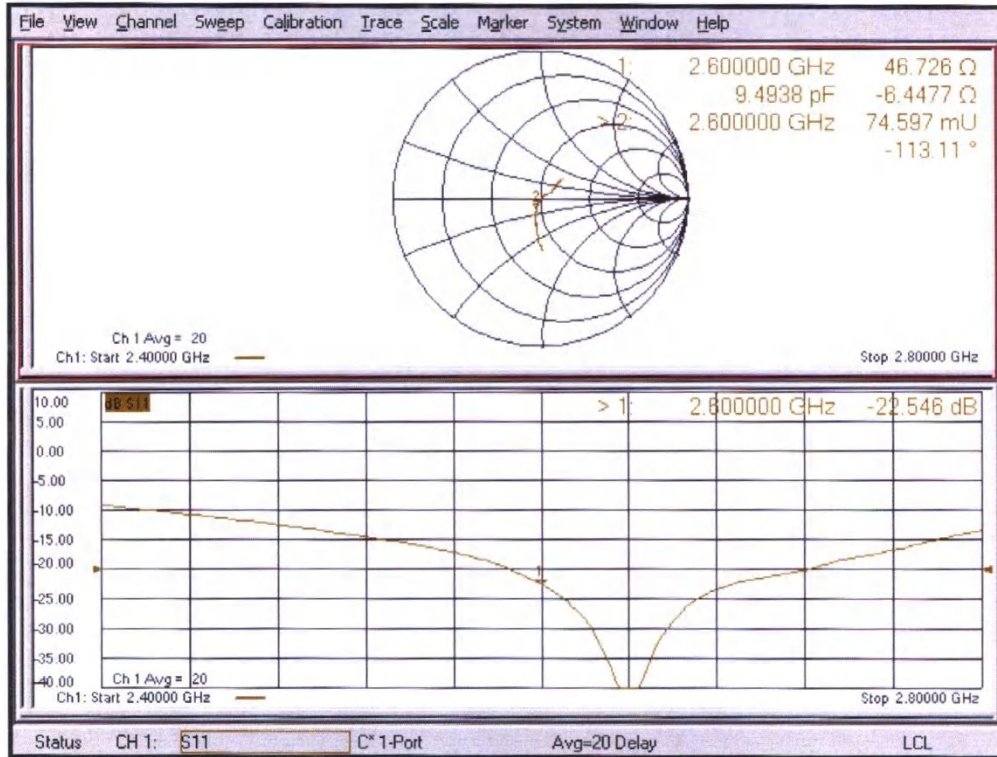 File View Channel Sweep Calibration Trace Scale Marker System Window Help
1: 2.600000 GHz 46.726 Ω
9.4938 pF -6.4477 Ω
> 2: 2.600000 GHz 74.597 mU
-113.11 °
2
Ch 1 Avg = 20
Ch1: Start 2.40000 GHz
Stop 2.80000 GHz
10.00
dB S11
> 1: 2.600000 GHz -22.546 dB
5.00
0.00
-5.00
-10.00
-15.00
-20.00
1
-25.00
-30.00
-35.00
-40.00
Ch 1 Avg = 20
Ch1: Start 2.40000 GHz
Stop 2.80000 GHz
Status CH 1: S11 C* 1-Port Avg=20 Delay LCL